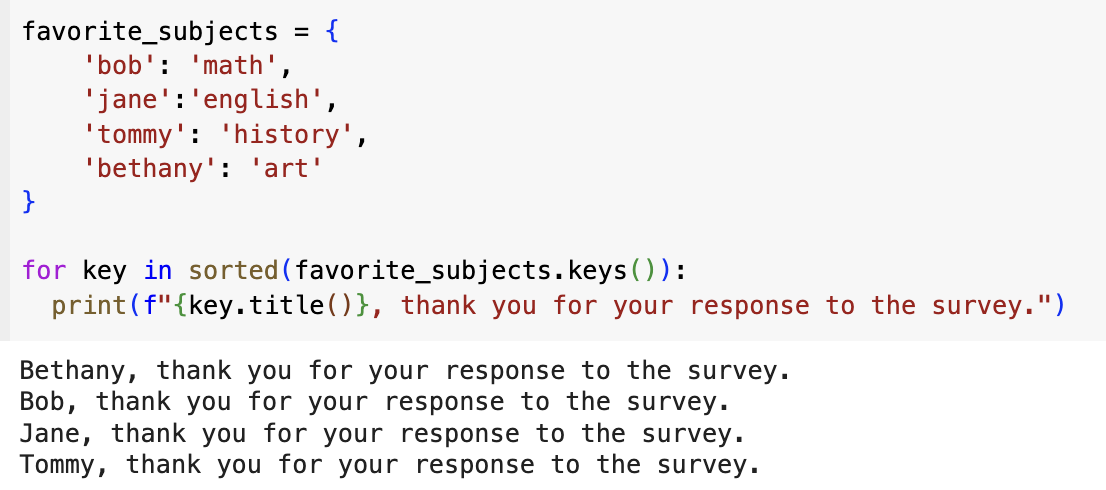 favorite_subjects = {
    'bob': 'math',
    'jane':'english',
    'tommy': 'history',
    'bethany': 'art'
}

for key in sorted(favorite_subjects.keys()):
  print(f"{key.title()}, thank you for your response to the survey.")
Bethany, thank you for your response to the survey.
Bob, thank you for your response to the survey.
Jane, thank you for your response to the survey.
Tommy, thank you for your response to the survey.